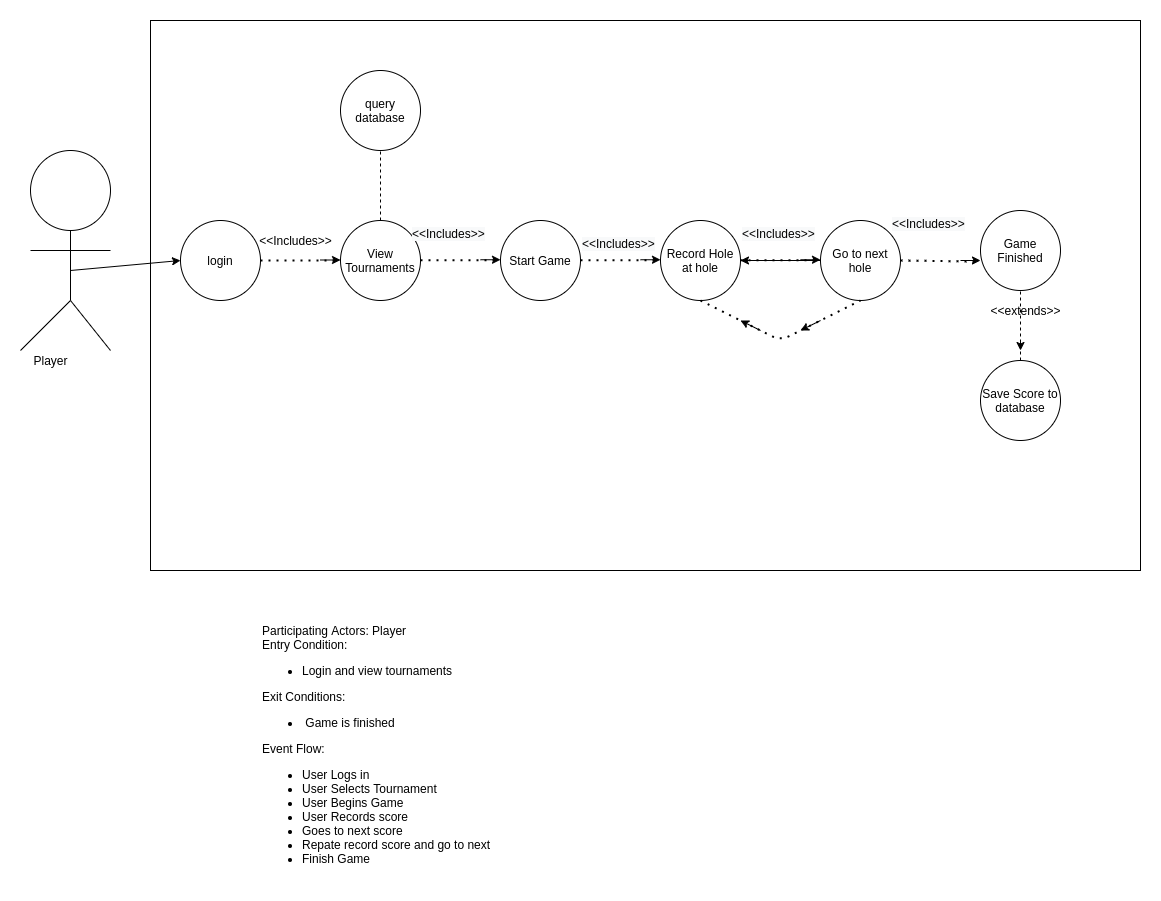 query
database
<<Includes>>
<<Includes>>
<<Includes>>
<<Includes>>
<<Includes>>
login
View
Tournaments
Start Game
Record Hole
at hole
Go to next
hole
Game
Finished
<<extends>>
Save Score to
database
Player
Participating Actors: Player
Entry Condition:
• Login and view tournaments
Exit Conditions:
• Game is finished
Event Flow:
• User Logs in
• User Selects Tournament
• User Begins Game
• User Records score
• Goes to next score
• Repate record score and go to next
• Finish Game